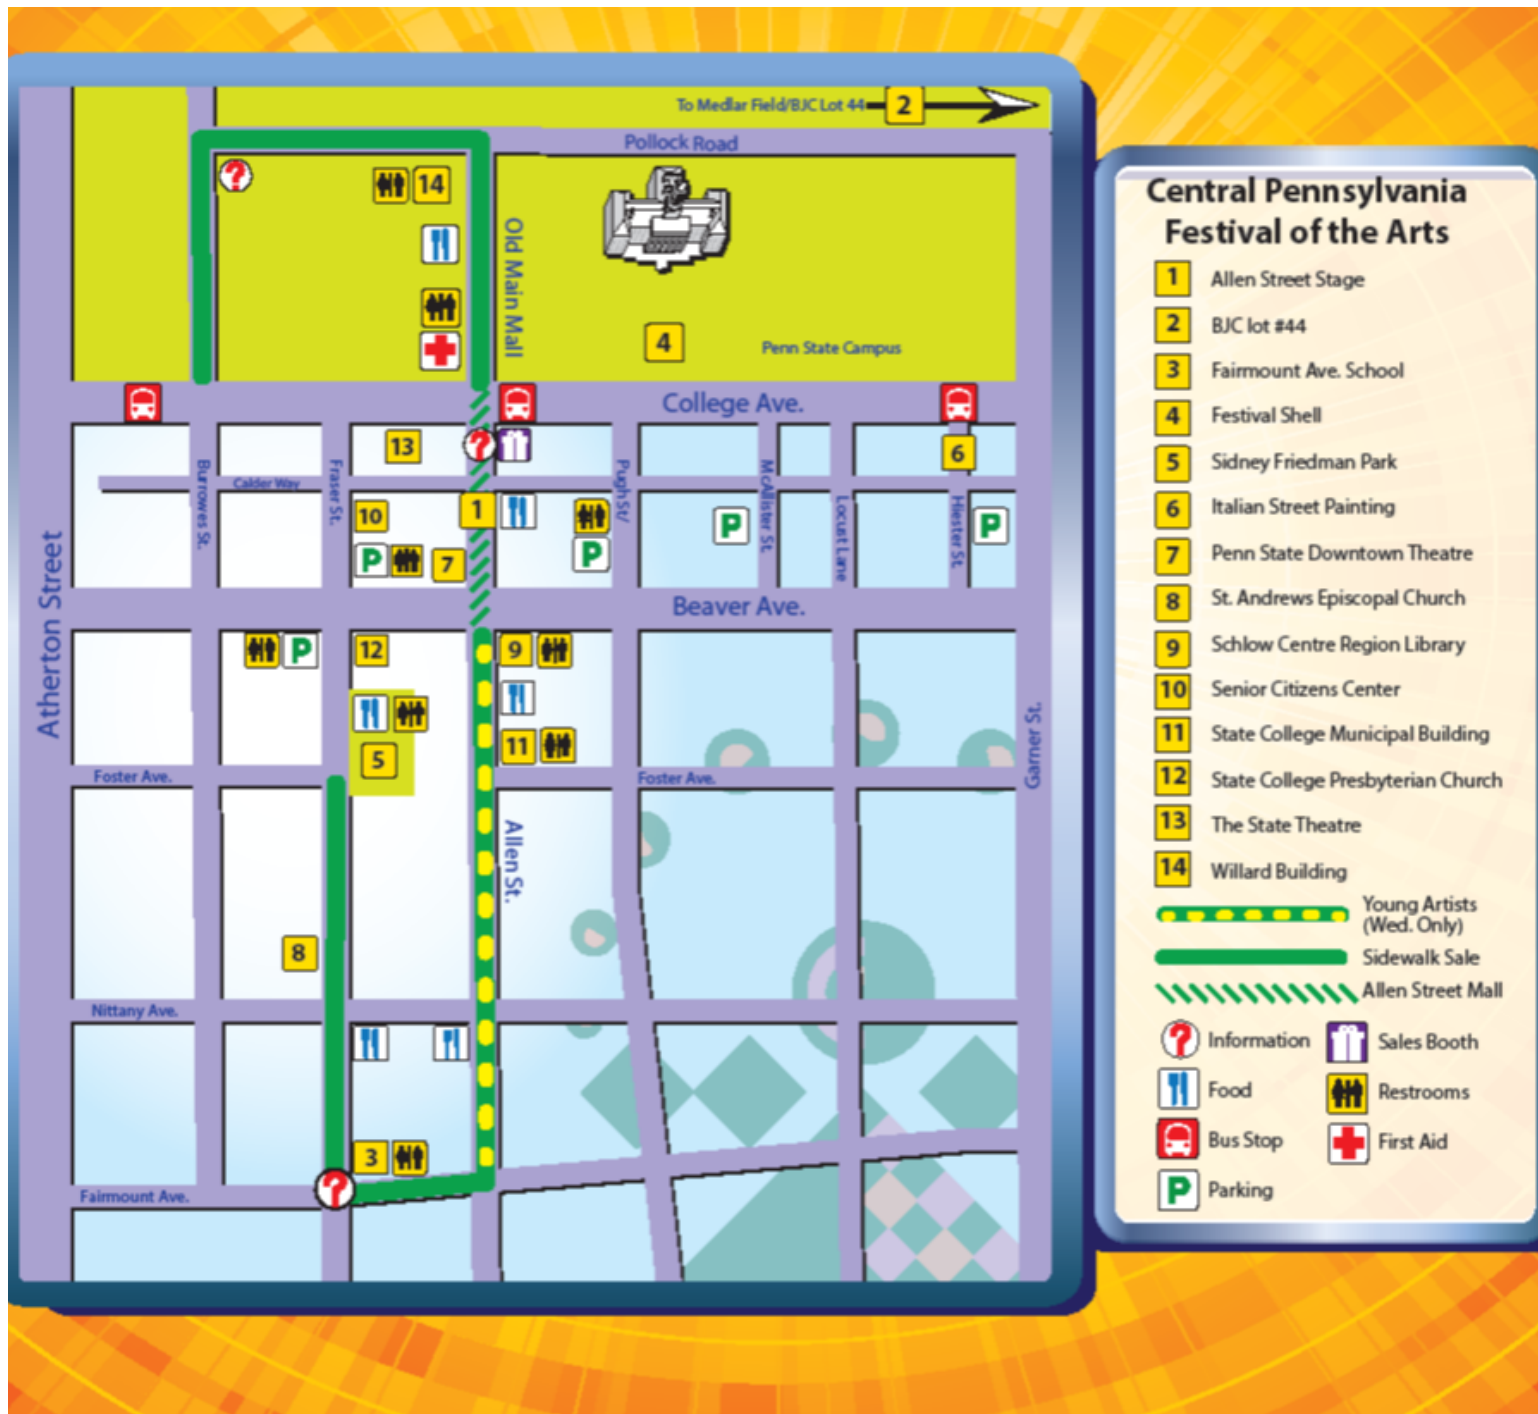 To Medlar Field/BJC Lot 44
2
Pollock Road
?
14
Old Main Mall
4
Penn State Campus
College Ave.
13
?
6
Burrowes St.
Calder Way
Fraser St.
Pugh St/
McAllister St.
Locust Lane
Hiester St.
10
1
P
7
P
P
P
Atherton Street
Beaver Ave.
P
12
9
5
11
Foster Ave.
Foster Ave.
Garner St.
Allen St.
8
Nittany Ave.
3
?
Fairmount Ave.
Central Pennsylvania
Festival of the Arts
1 Allen Street Stage
2 BJC lot #44
3 Fairmount Ave. School
4 Festival Shell
5 Sidney Friedman Park
6 Italian Street Painting
7 Penn State Downtown Theatre
8 St. Andrews Episcopal Church
9 Schlow Centre Region Library
10 Senior Citizens Center
11 State College Municipal Building
12 State College Presbyterian Church
13 The State Theatre
14 Willard Building
Young Artists
(Wed. Only)
Sidewalk Sale
Allen Street Mall
? Information
Sales Booth
Food
Restrooms
Bus Stop
First Aid
P Parking